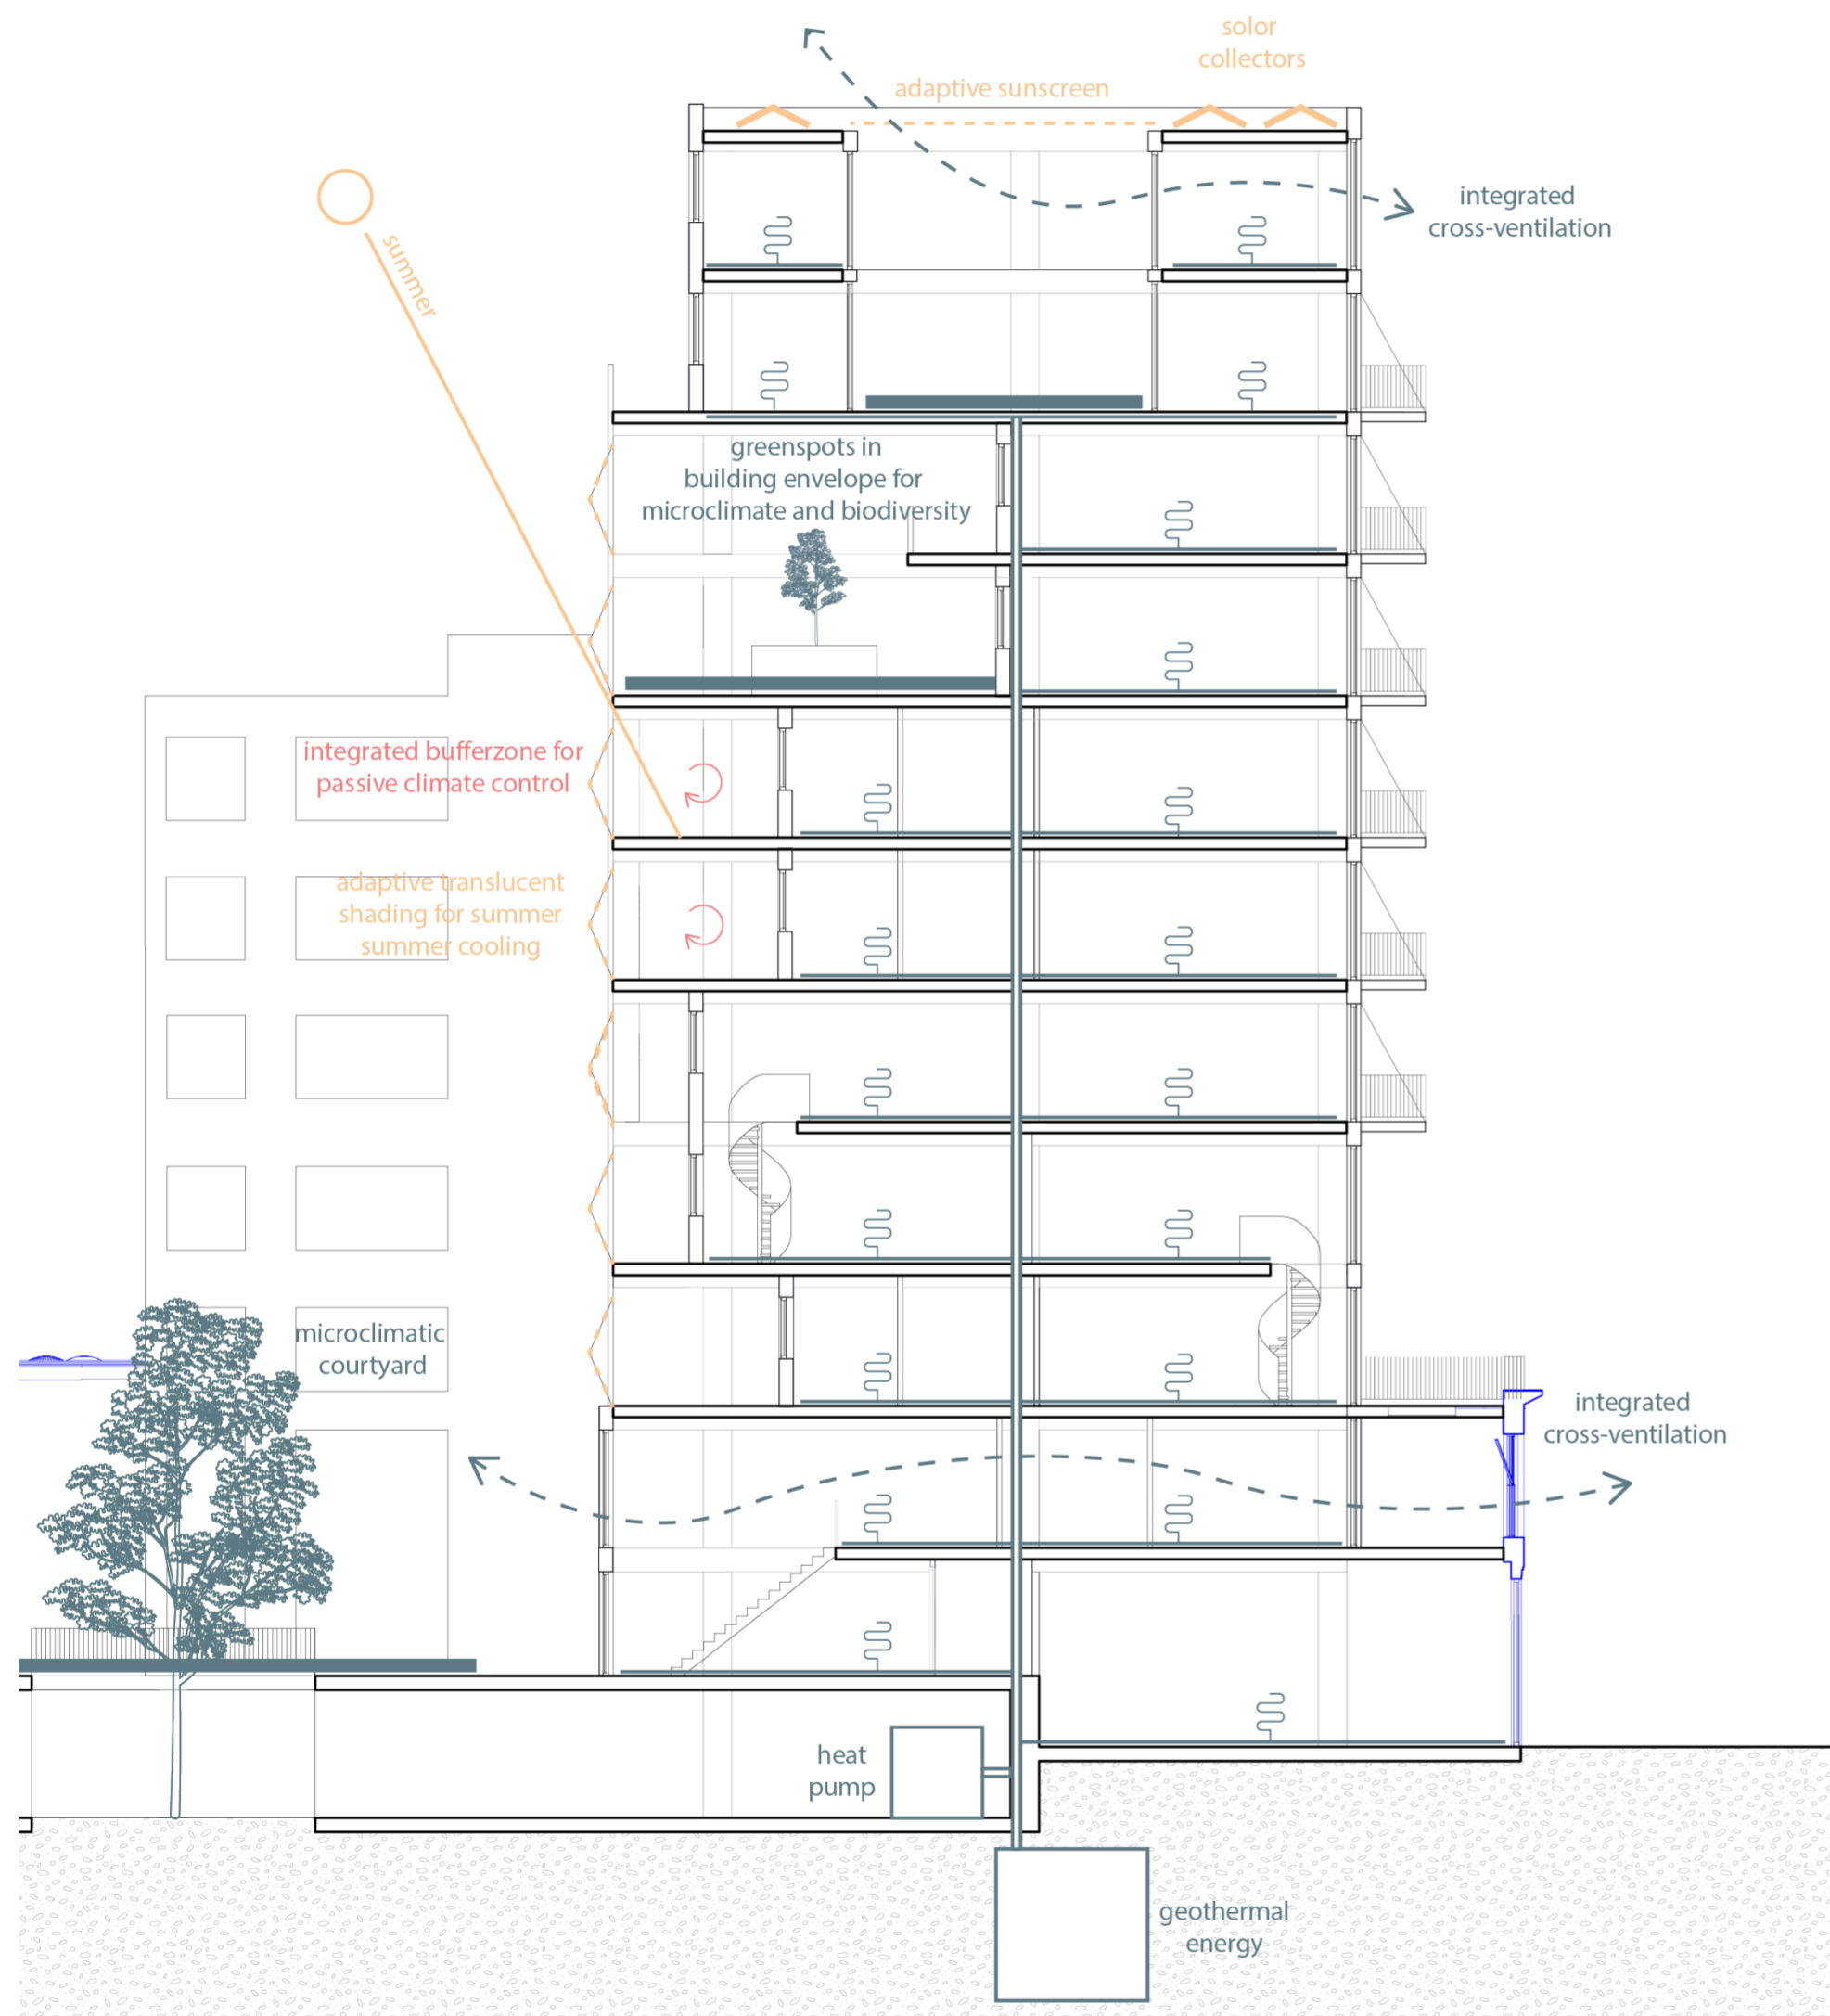 solor
collectors
adaptive sunscreen
integrated
cross-ventilation
summer
greenspots in
building envelope for
microclimate and biodiversity
integrated bufferzone for
passive climate control
adaptive translucent
shading for summer
summer cooling
microclimatic
courtyard
integrated
cross-ventilation
heat
pump
geothermal
energy